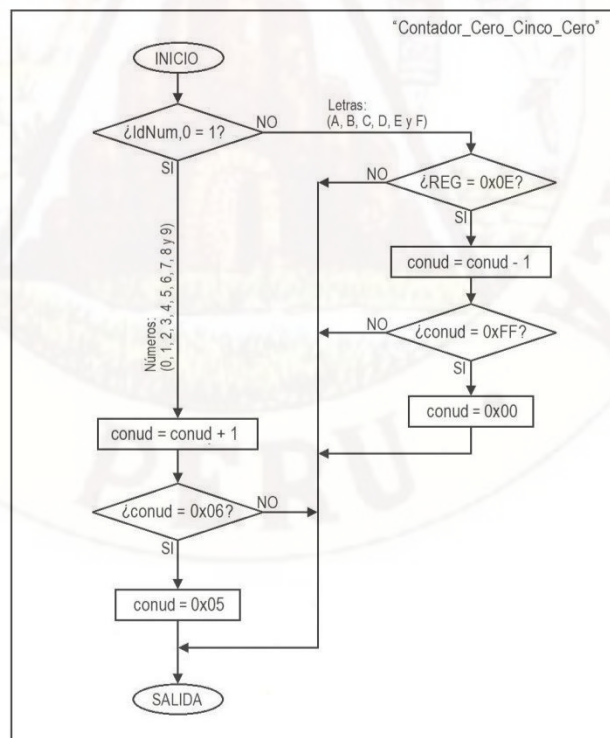 "Contador_Cero_Cinco_Cero"
INICIO
¿IdNum,0 = 1?
NO
Letras:
(A, B, C, D, E y F)
SI
NO
¿REG = 0x0E?
SI
conud = conud - 1
Números:
(0, 1, 2, 3, 4, 5, 6,7, 8 y 9)
NO
¿conud = 0xFF?
SI
conud = conud + 1
conud = 0x00
¿conud = 0x06?
NO
SI
conud = 0x05
SALIDA
PERU